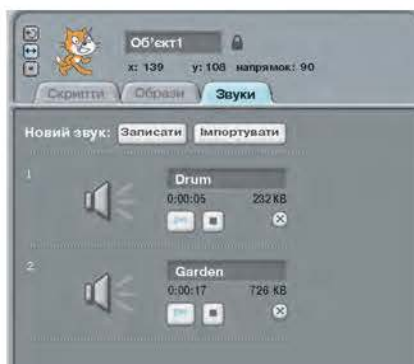 Об'єкт1
x: 139 y: 108 напрямок: 90
Скрипти Образи Звуки
Новий звук: Записати Імпортувати
1
Drum
0:00:05 232 KB
2
Garden
0:00:17 726 KB